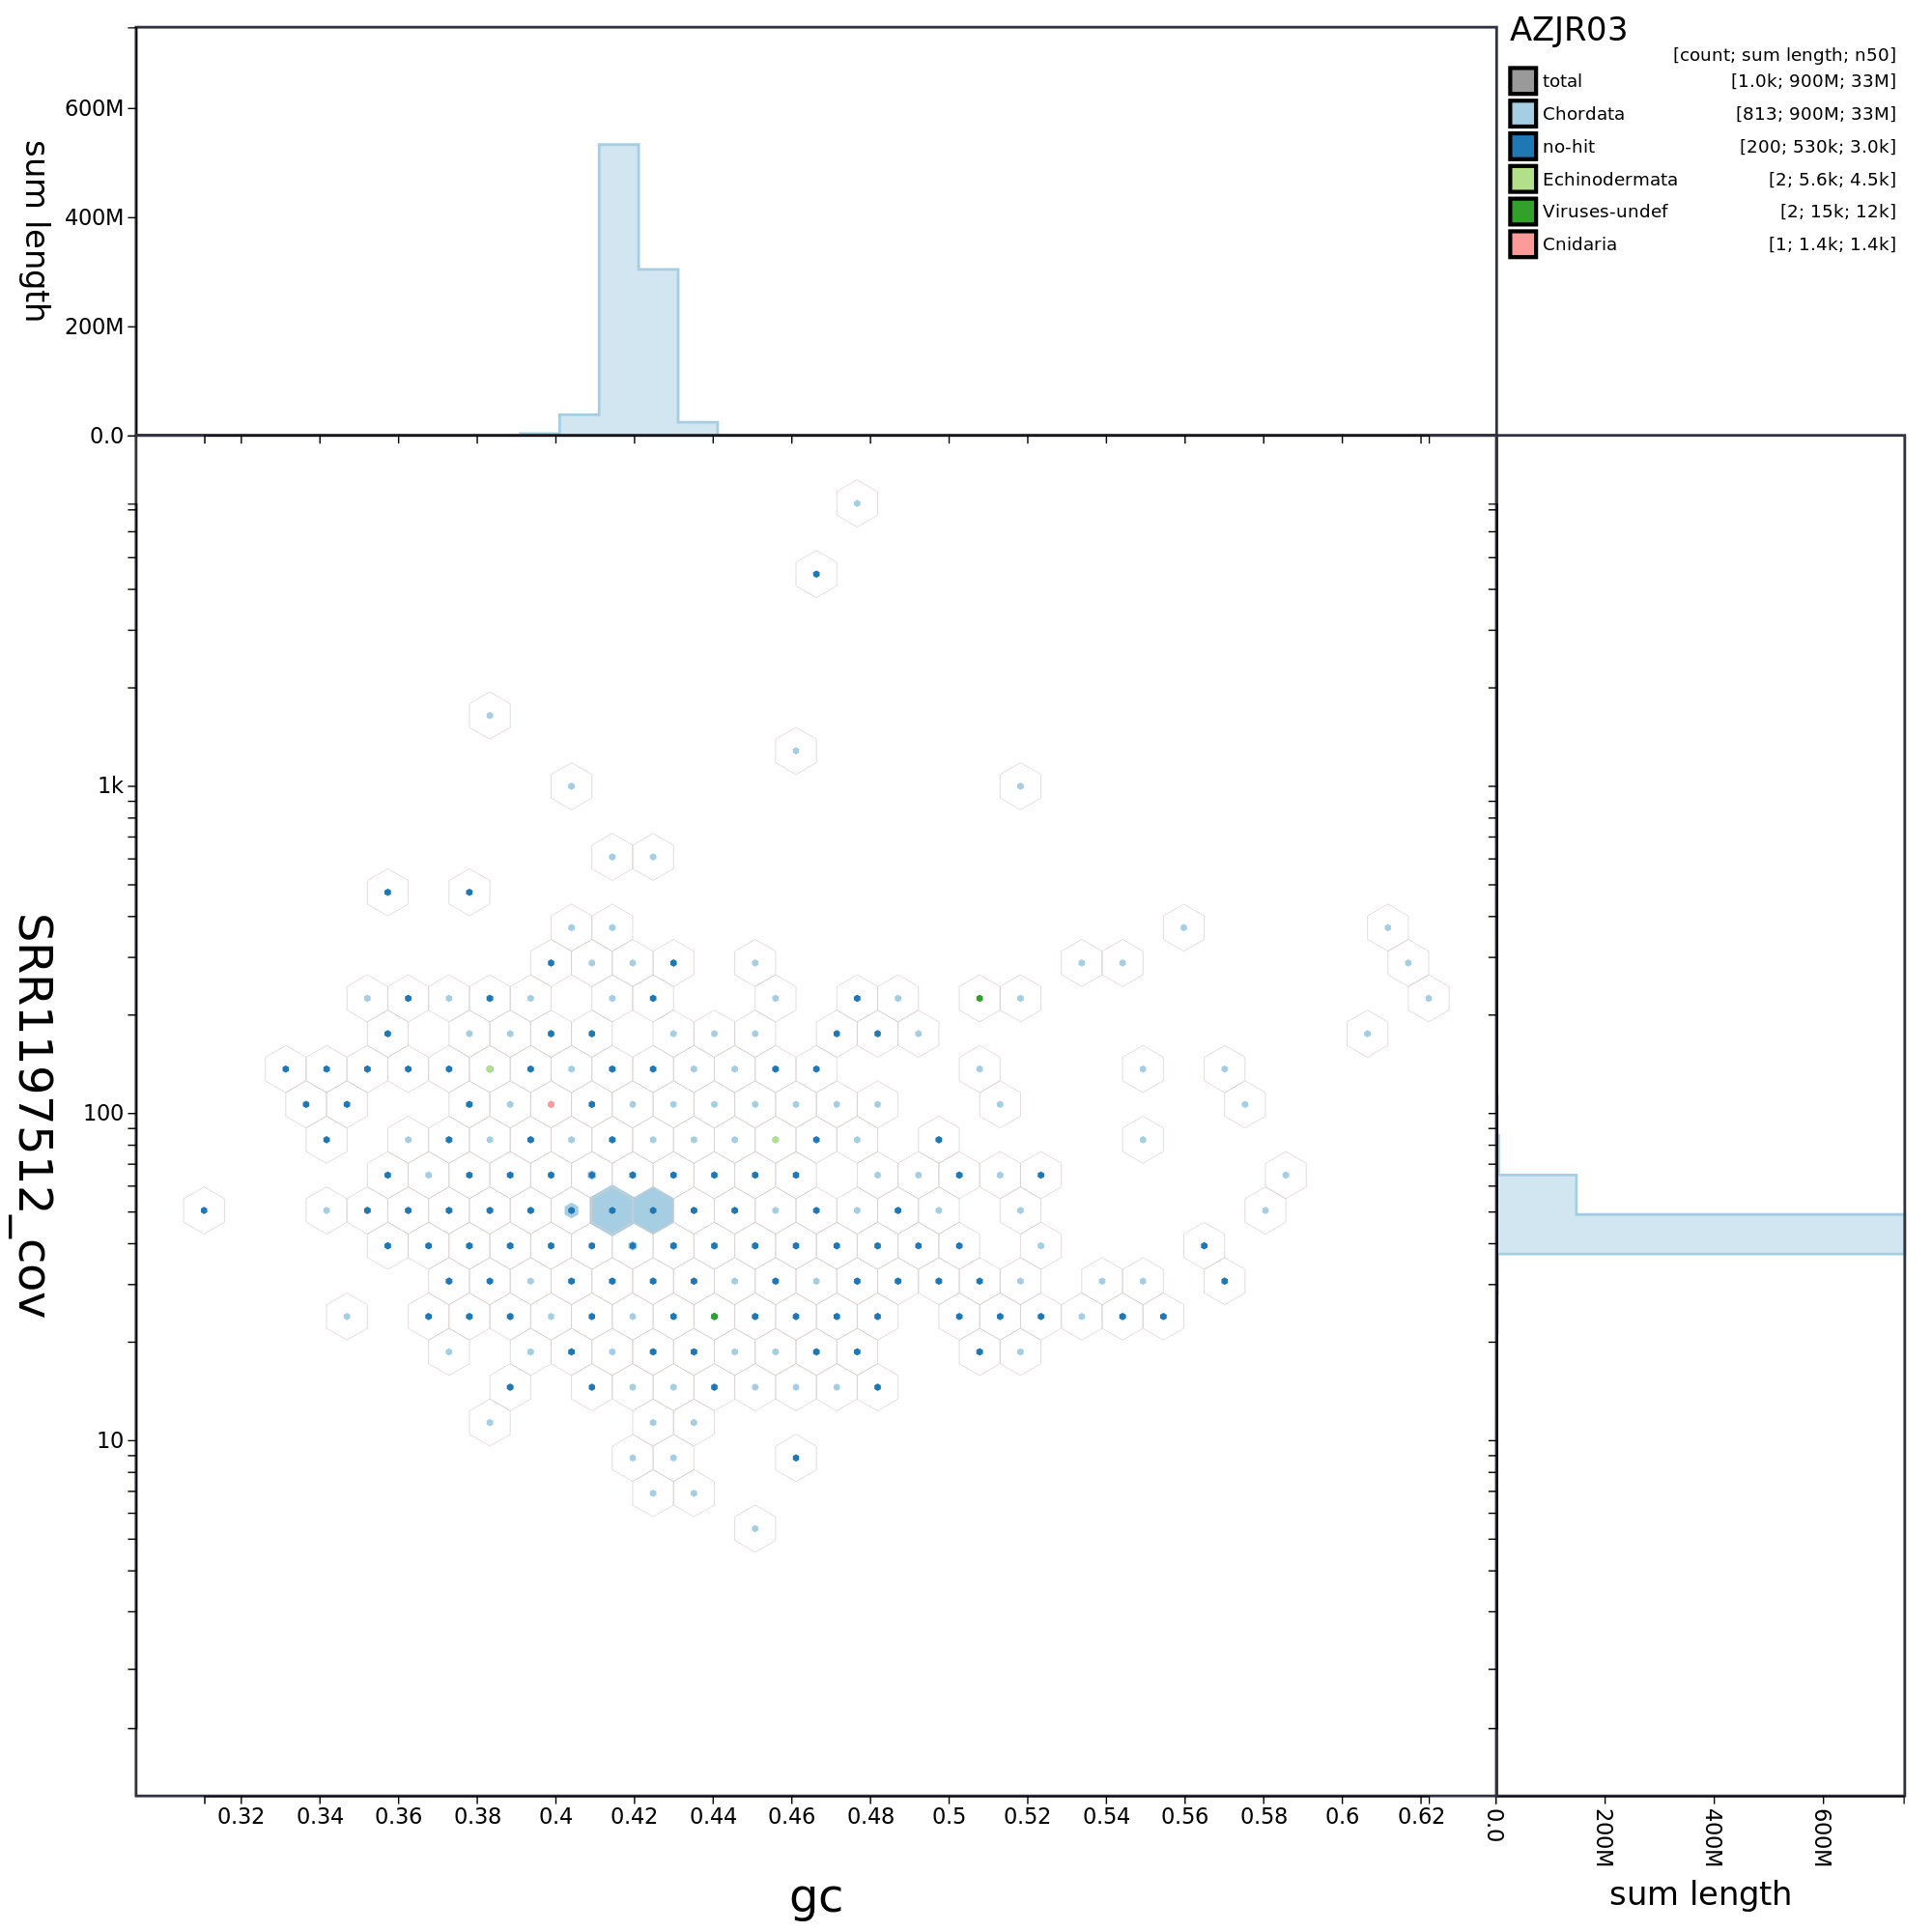 AZJR03
[count; sum length; n50]
total [1.0k; 900M; 33M]
Chordata [813; 900M; 33M]
no-hit [200; 530k; 3.0k]
Echinodermata [2; 5.6k; 4.5k]
Viruses-undef [2; 15k; 12k]
Cnidaria [1; 1.4k; 1.4k]
sum length
600M
400M
200M
0.0
SRR1197512_cov
1k
100
10
0.32 0.34 0.36 0.38 0.4 0.42 0.44 0.46 0.48 0.5 0.52 0.54 0.56 0.58 0.6 0.62
gc
0.0 200M 400M 600M
sum length